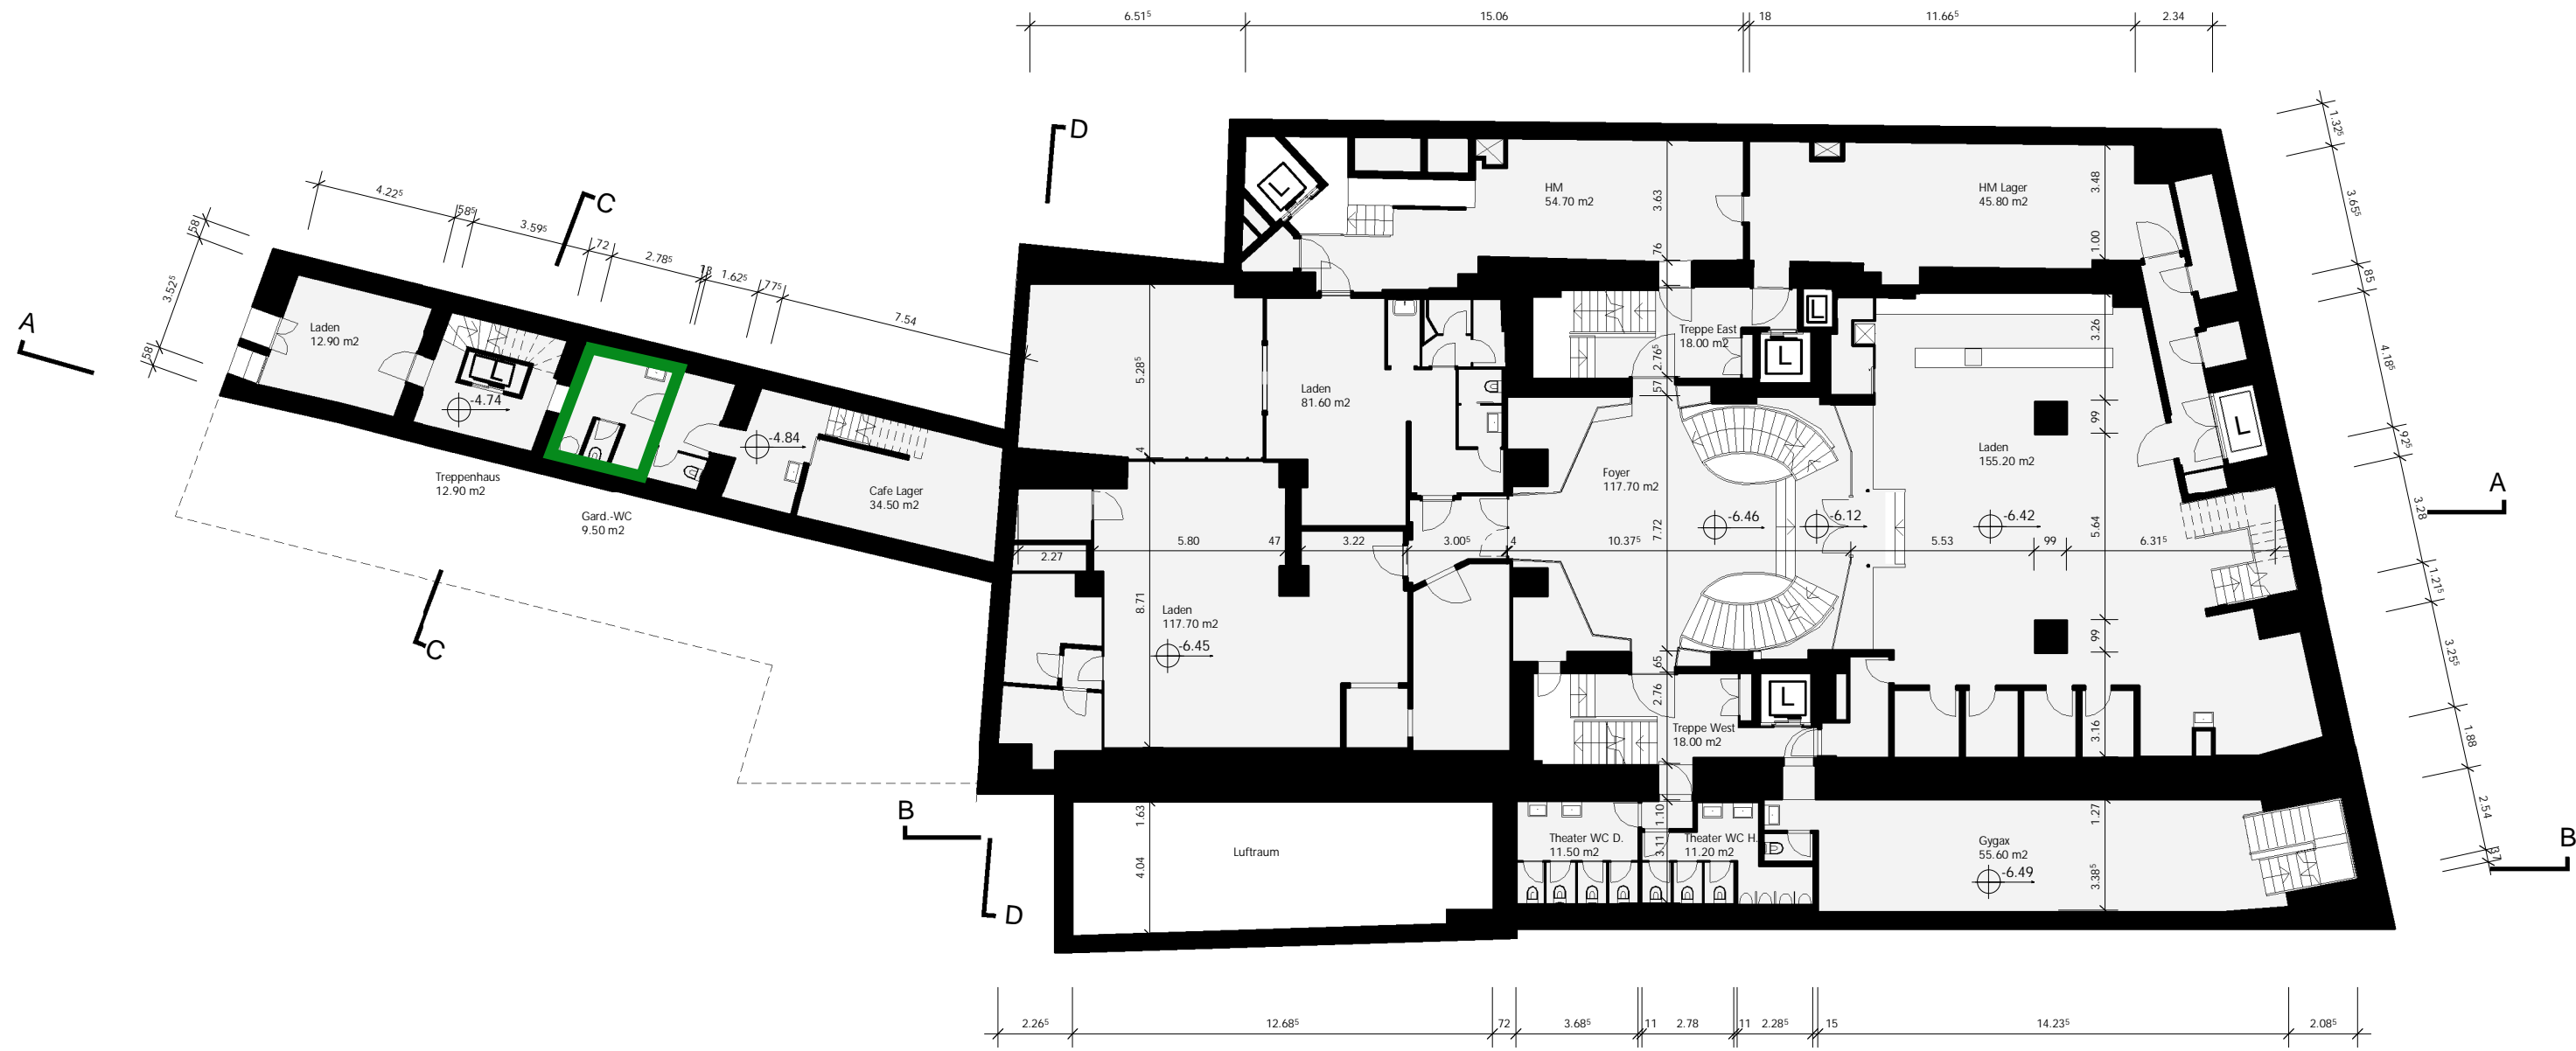 6.51⁵ 15.06 18 11.66⁵ 2.34
D
C
4.22⁵ 58⁵ 3.59⁵ 72 2.78⁵ 1.62⁵ 77⁵ 7.54
58 3.52⁵ 58
A
Laden
12.90 m2
-4.74
Treppenhaus
12.90 m2
L
Gard.-WC
9.50 m2
-4.84
Cafe Lager
34.50 m2
C
L
HM
54.70 m2
3.63
76
HM Lager
45.80 m2
3.48
1.00
1.32⁵
3.65⁵
85
4.18⁵
92⁵
3.28
1.21⁵
3.25⁵
1.88
2.54
37
5.28⁵
4
Laden
81.60 m2
Treppe East
18.00 m2
2.76⁵
57
L
L
3.26
99
Laden
155.20 m2
L
A
Foyer
117.70 m2
7.72
-6.46
-6.12
-6.42
5.64
2.27 5.80 47 3.22 3.00⁵ 4 10.37⁵ 5.53 99 6.31⁵
8.71
Laden
117.70 m2
-6.45
65
2.76
Treppe West
18.00 m2
L
99
3.16
B
1.63
4.04
Luftraum
Theater WC D.
11.50 m2
1.10
3.11
Theater WC H.
11.20 m2
Gygax
55.60 m2
-6.49
1.27
3.38⁵
B
D
2.26⁵ 12.68⁵ 72 3.68⁵ 11 2.78 11 2.28⁵ 15 14.23⁵ 2.08⁵